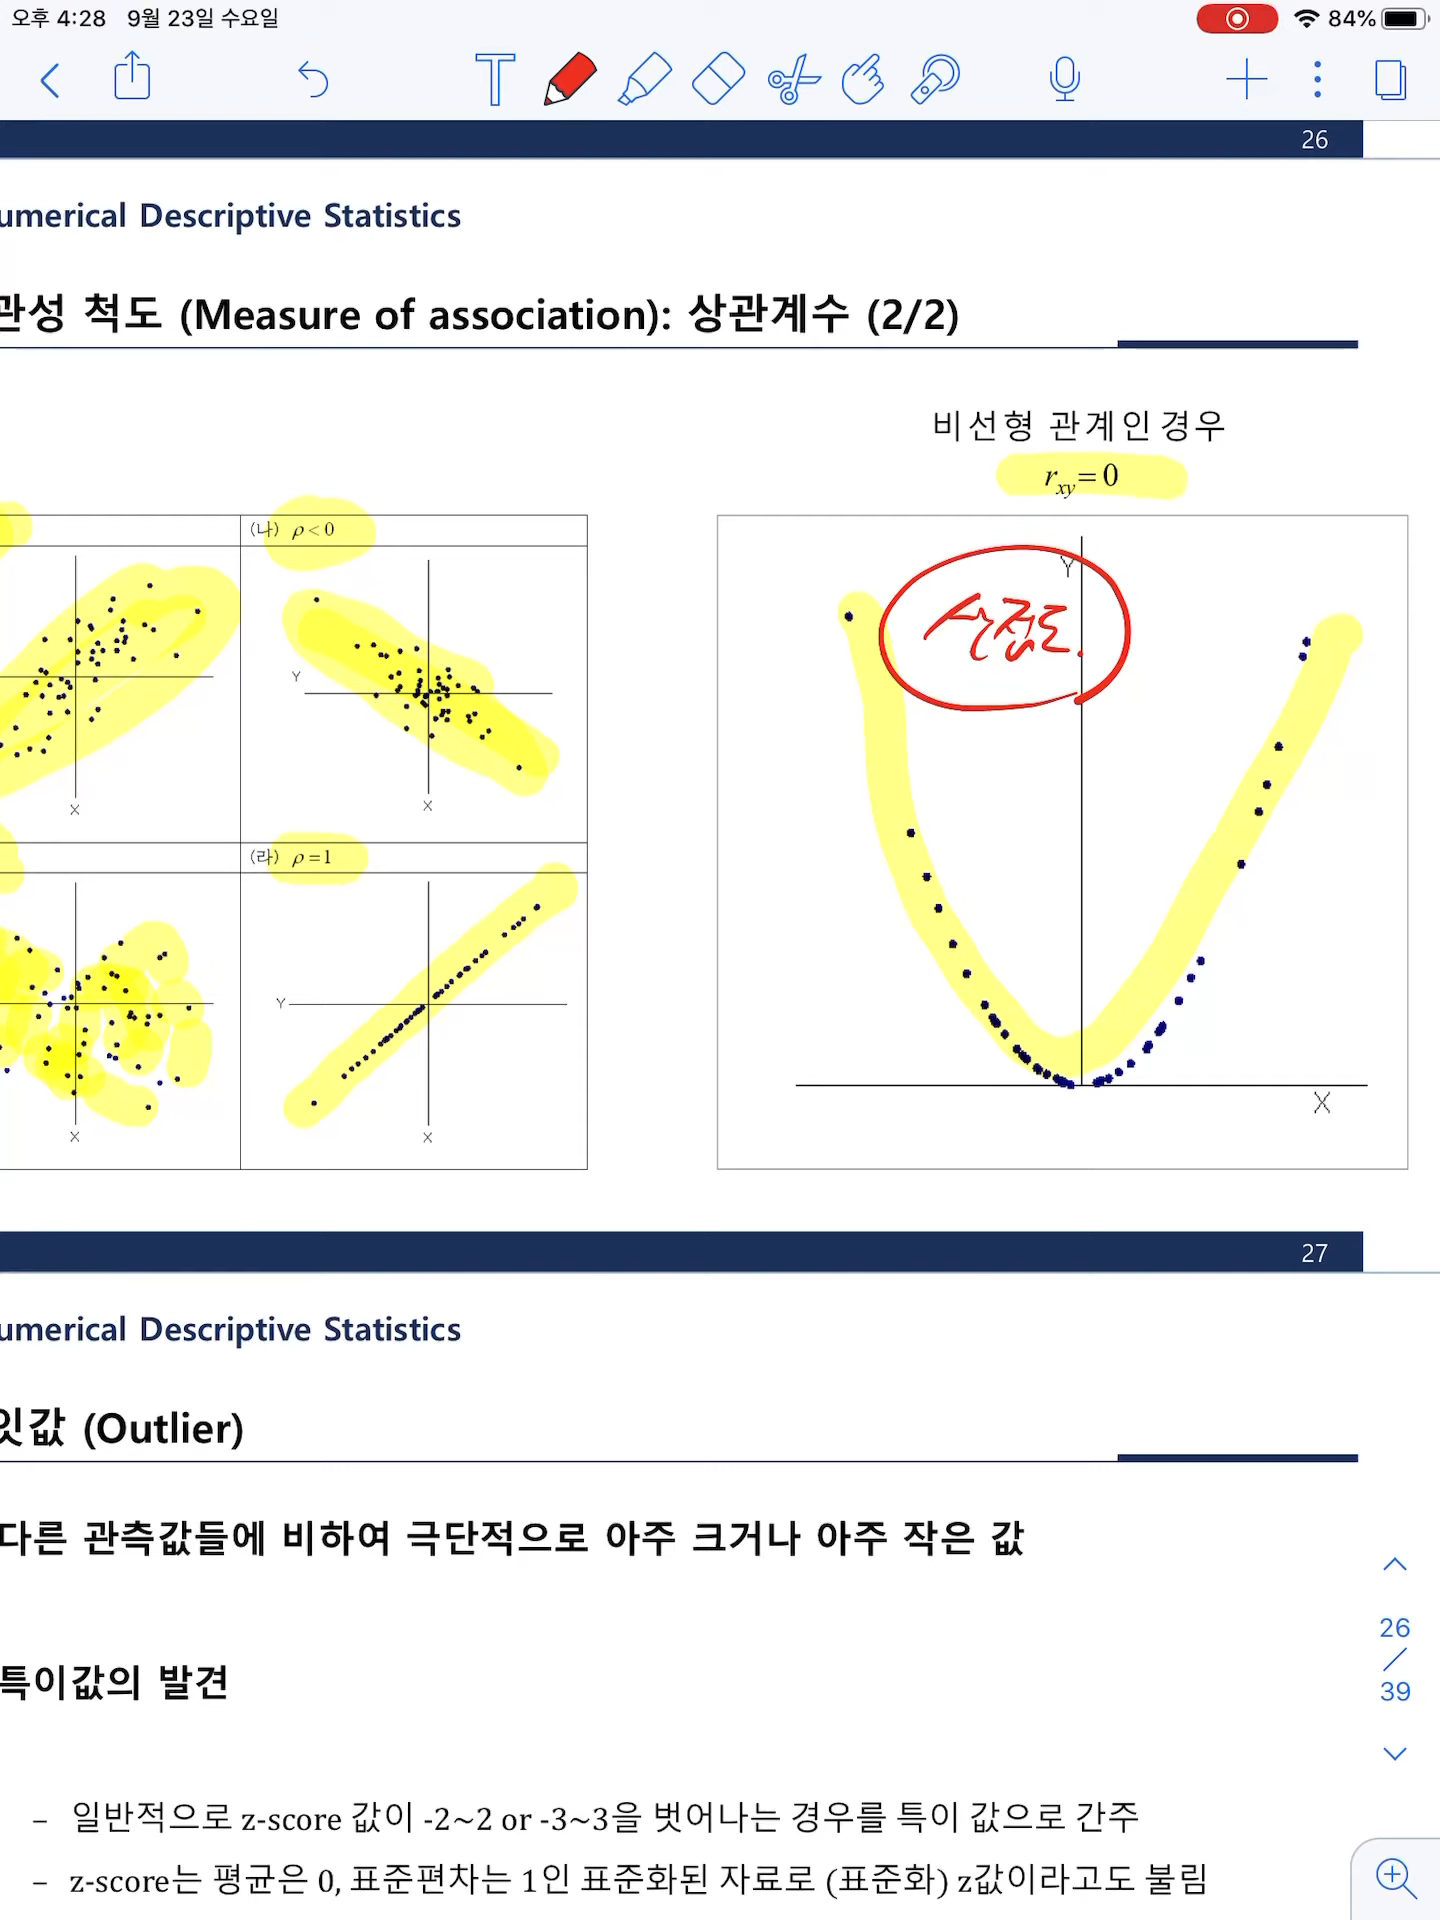 오후 4:28 9월 23일 수요일
84%
26
umerical Descriptive Statistics
관성 척도 (Measure of association): 상관계수 (2/2)
비선형 관계인 경우
rxy = 0
(나) ρ < 0
Y
X
X
(라) ρ = 1
Y
X
X
Y
산점도.
X
27
umerical Descriptive Statistics
잇값 (Outlier)
다른 관측값들에 비하여 극단적으로 아주 크거나 아주 작은 값
특이값의 발견
– 일반적으로 z-score 값이 -2~2 or -3~3을 벗어나는 경우를 특이 값으로 간주
– z-score는 평균은 0, 표준편차는 1인 표준화된 자료로 (표준화) z값이라고도 불림
26
/
39